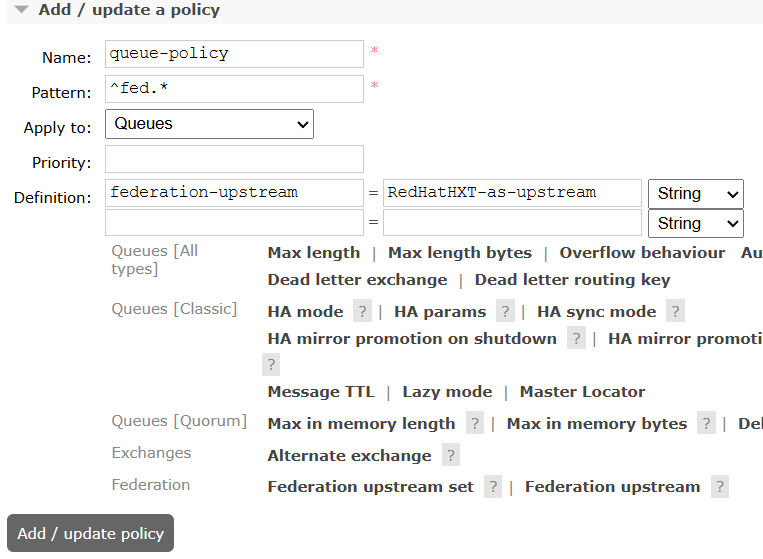 Add / update a policy
Name: queue-policy *
Pattern: ^fed.* *
Apply to: Queues
Priority:
Definition: federation-upstream = RedHatHXT-as-upstream String
= String
Queues [All types] Max length | Max length bytes | Overflow behaviour Au
Dead letter exchange | Dead letter routing key
Queues [Classic] HA mode ? | HA params ? | HA sync mode ?
HA mirror promotion on shutdown ? | HA mirror promoti
?
Message TTL | Lazy mode | Master Locator
Queues [Quorum] Max in memory length ? | Max in memory bytes ? | Del
Exchanges Alternate exchange ?
Federation Federation upstream set ? | Federation upstream ?
Add / update policy